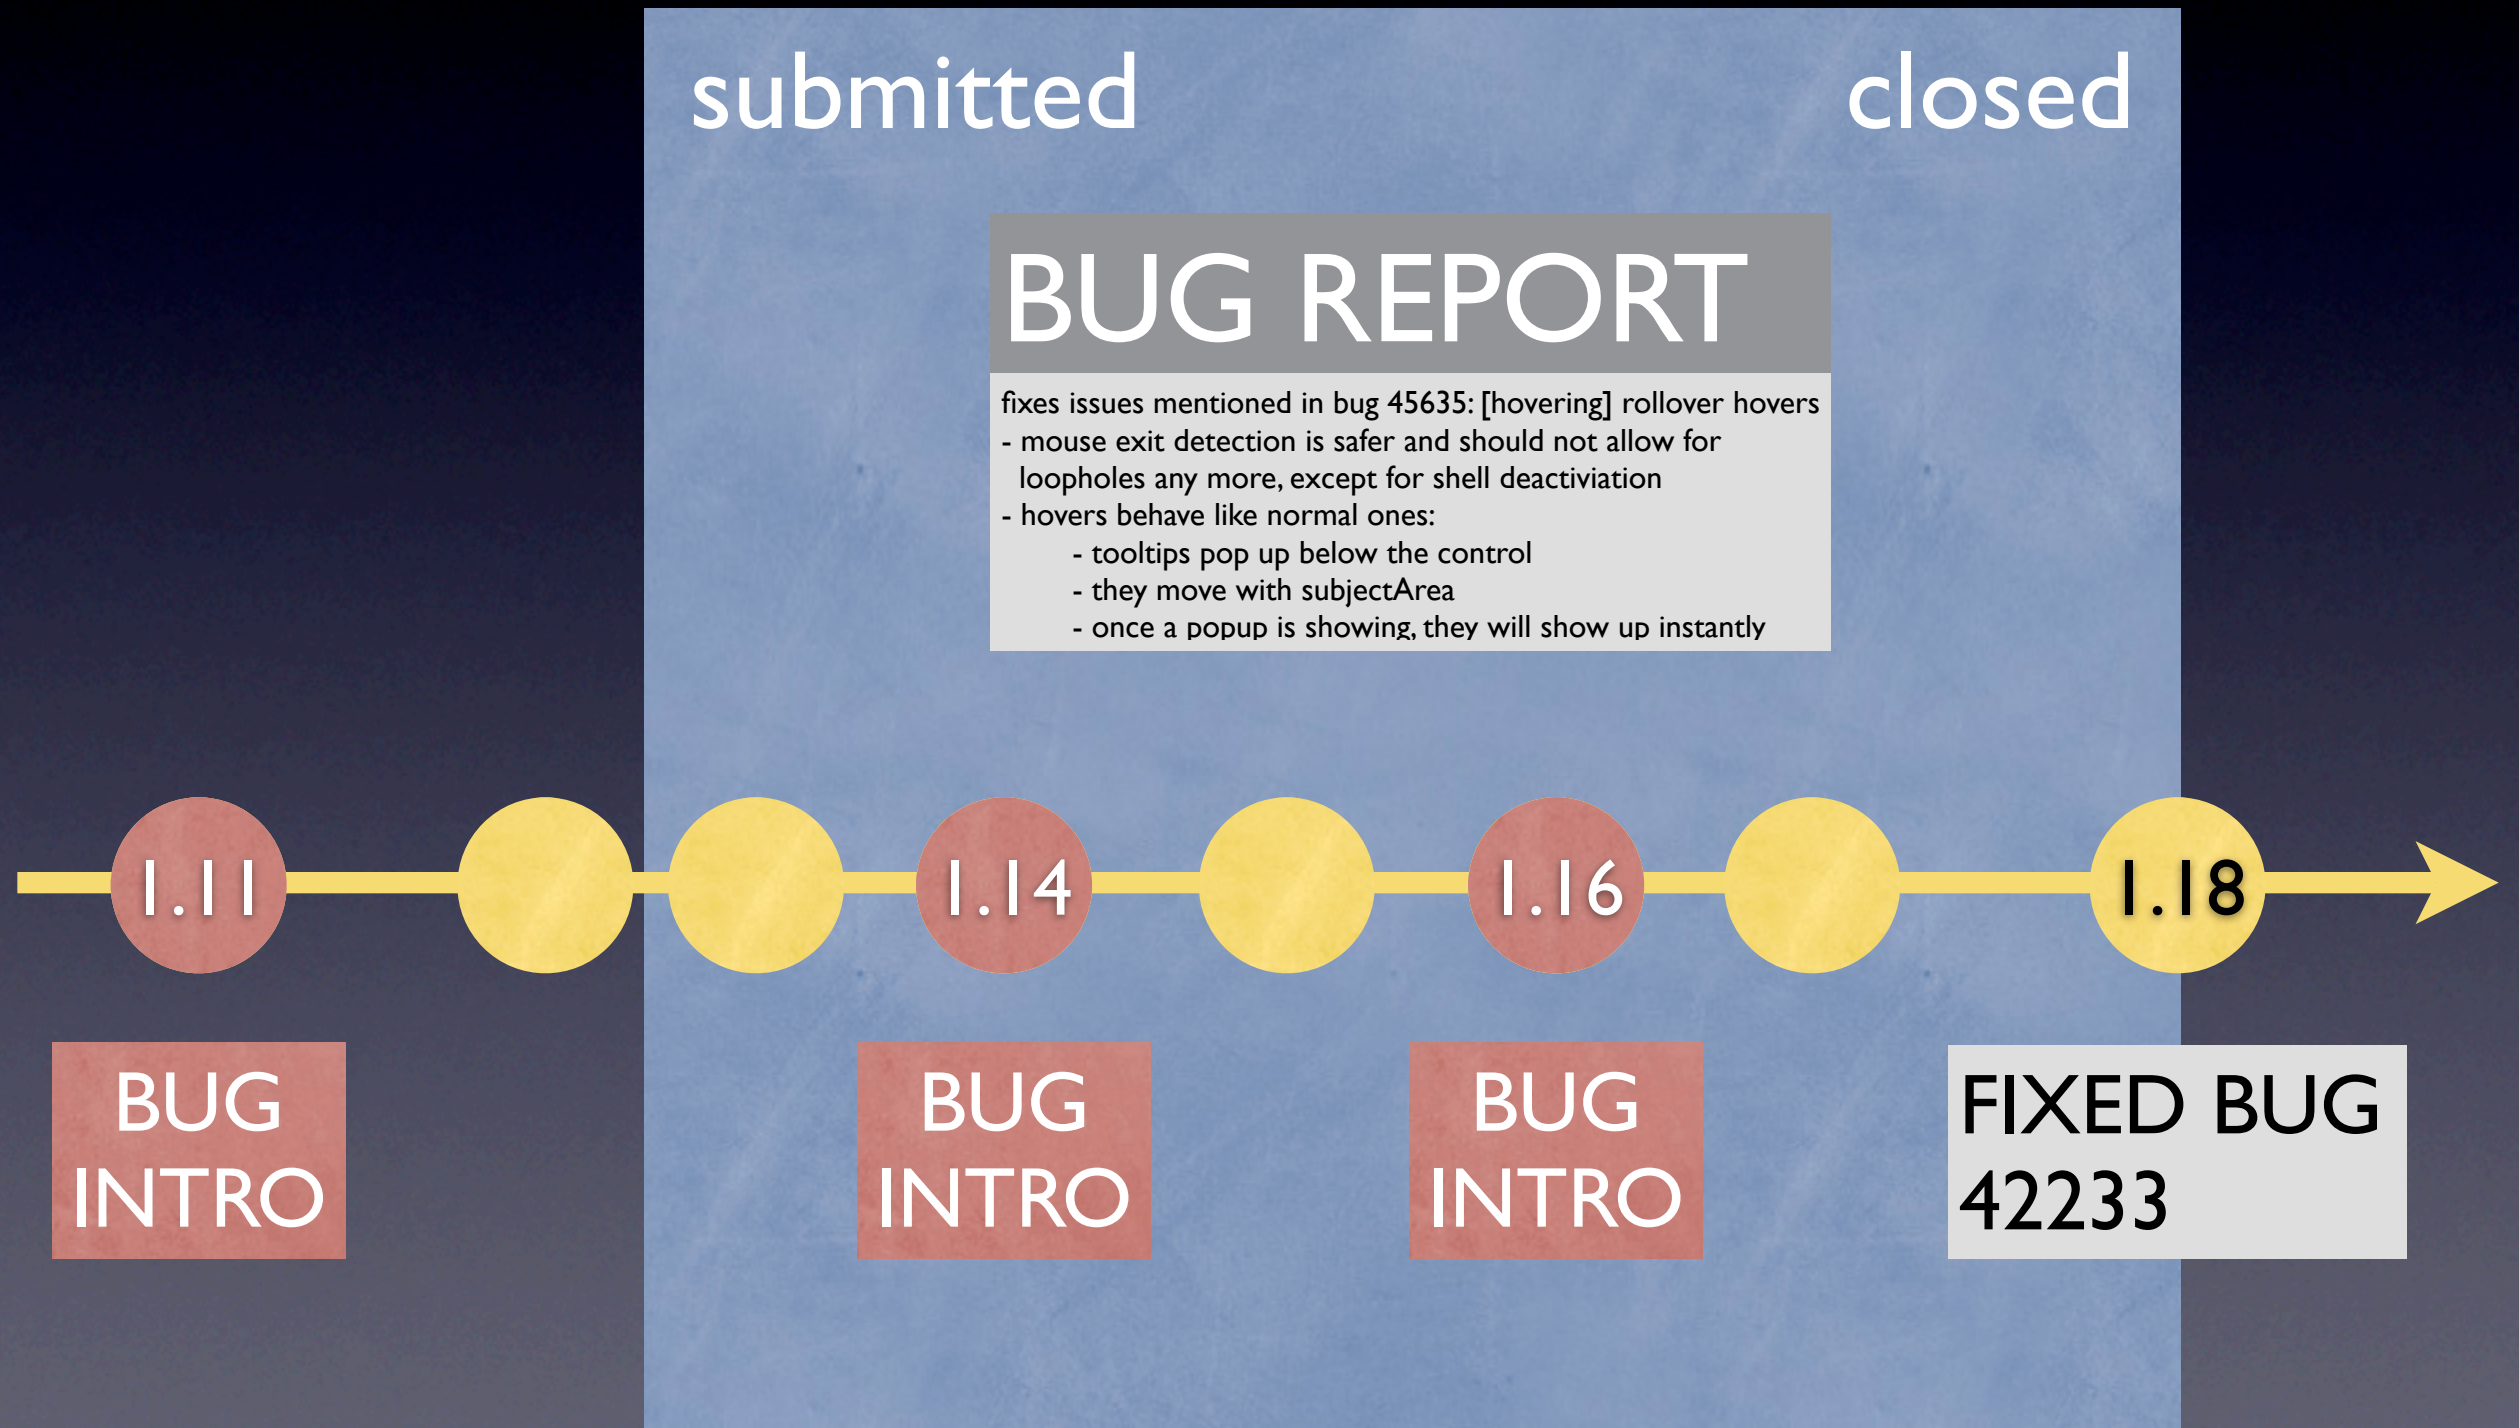 submitted
closed
BUG REPORT
fixes issues mentioned in bug 45635: [hovering] rollover hovers
- mouse exit detection is safer and should not allow for
loopholes any more, except for shell deactiviation
- hovers behave like normal ones:
- tooltips pop up below the control
- they move with subjectArea
- once a popup is showing, they will show up instantly
1.11
1.14
1.16
1.18
BUG
INTRO
BUG
INTRO
BUG
INTRO
FIXED BUG
42233